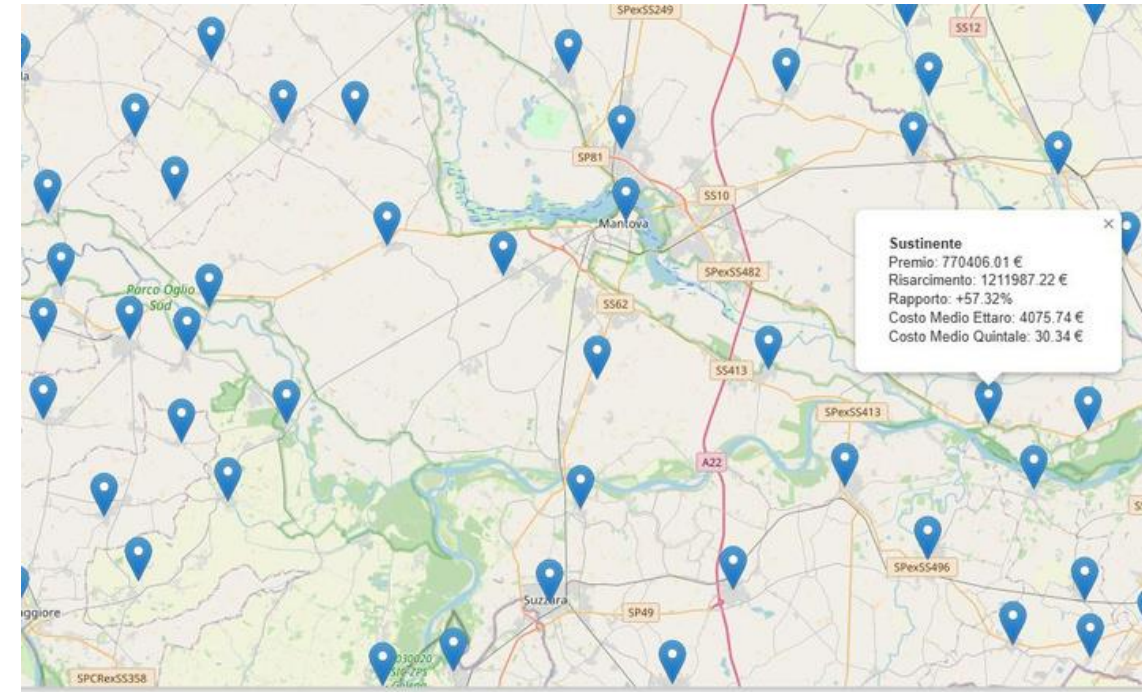 SPexSS249
SS12
SP81
SS10
Mantova
SPexSS482
×
Sustinente
Premio: 770406.01 €
Risarcimento: 1211987.22 €
Rapporto: +57.32%
Costo Medio Ettaro: 4075.74 €
Costo Medio Quintale: 30.34 €
Parco Oglio
Sud
SS62
SS413
SPexSS413
A22
SPexSS496
Suzzara
SP49
ggiore
SPCRexSS358